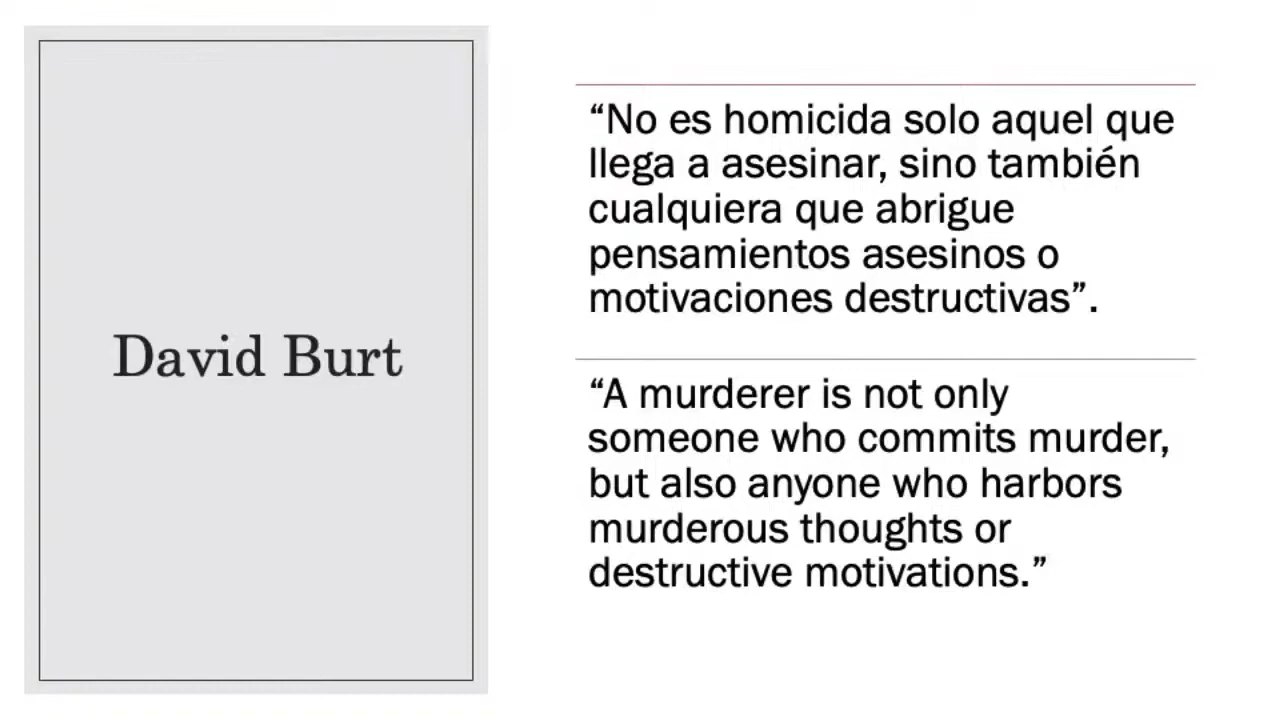 David Burt
“No es homicida solo aquel que
llega a asesinar, sino también
cualquiera que abrigue
pensamientos asesinos o
motivaciones destructivas”.
“A murderer is not only
someone who commits murder,
but also anyone who harbors
murderous thoughts or
destructive motivations.”